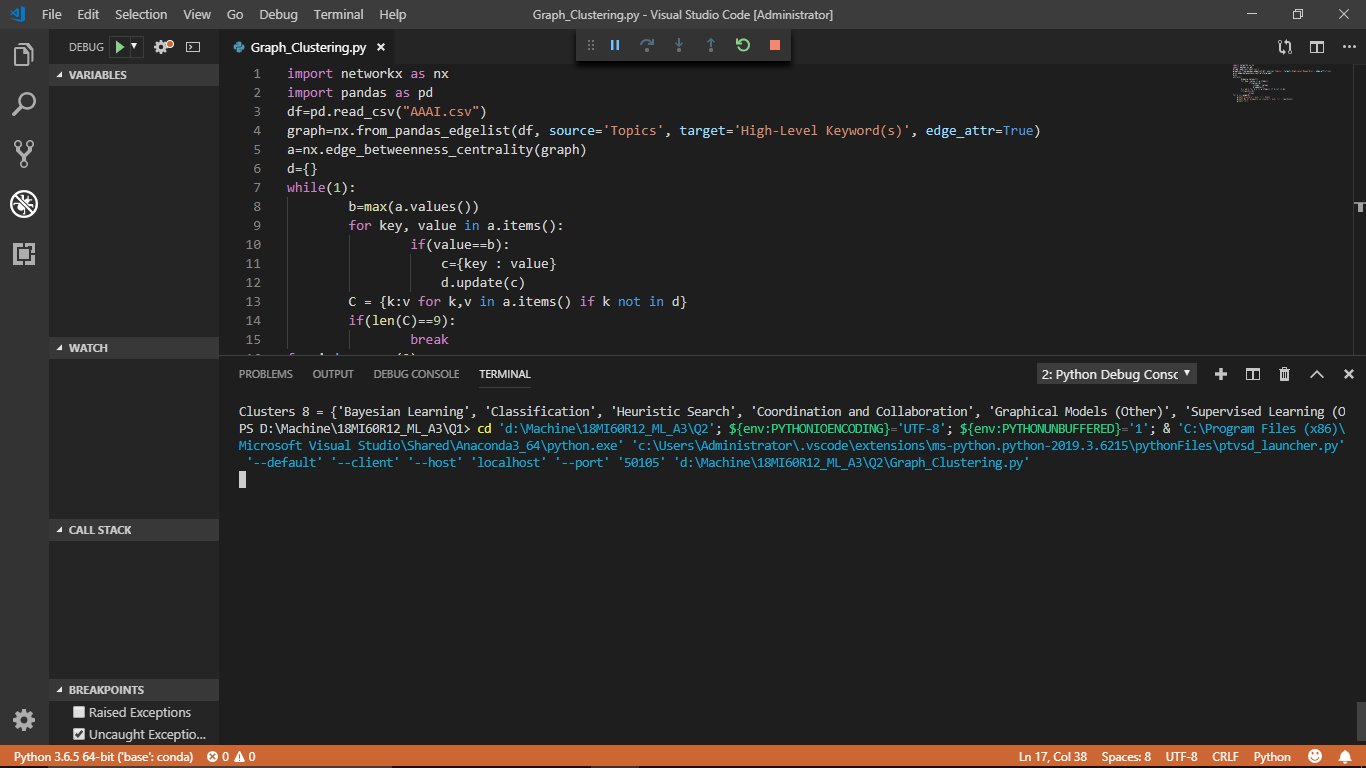 File Edit Selection View Go Debug Terminal Help Graph_Clustering.py - Visual Studio Code [Administrator]
DEBUG
Graph_Clustering.py
VARIABLES
WATCH
CALL STACK
BREAKPOINTS
Raised Exceptions
Uncaught Exceptio...
1 import networkx as nx
2 import pandas as pd
3 df=pd.read_csv("AAAI.csv")
4 graph=nx.from_pandas_edgelist(df, source='Topics', target='High-Level Keyword(s)', edge_attr=True)
5 a=nx.edge_betweenness_centrality(graph)
6 d={}
7 while(1):
8 b=max(a.values())
9 for key, value in a.items():
10 if(value==b):
11 c={key : value}
12 d.update(c)
13 C = {k:v for k,v in a.items() if k not in d}
14 if(len(C)==9):
15 break
PROBLEMS OUTPUT DEBUG CONSOLE TERMINAL 2: Python Debug Consc
Clusters 8 = {'Bayesian Learning', 'Classification', 'Heuristic Search', 'Coordination and Collaboration', 'Graphical Models (Other)', 'Supervised Learning (O
PS D:\Machine\18MI60R12_ML_A3\Q1> cd 'd:\Machine\18MI60R12_ML_A3\Q2'; ${env:PYTHONIOENCODING}='UTF-8'; ${env:PYTHONUNBUFFERED}='1'; & 'C:\Program Files (x86)\
Microsoft Visual Studio\Shared\Anaconda3_64\python.exe' 'c:\Users\Administrator\.vscode\extensions\ms-python.python-2019.3.6215\pythonFiles\ptvsd_launcher.py'
'--default' '--client' '--host' 'localhost' '--port' '50105' 'd:\Machine\18MI60R12_ML_A3\Q2\Graph_Clustering.py'
Python 3.6.5 64-bit ('base': conda) 0 0 Ln 17, Col 38 Spaces: 8 UTF-8 CRLF Python